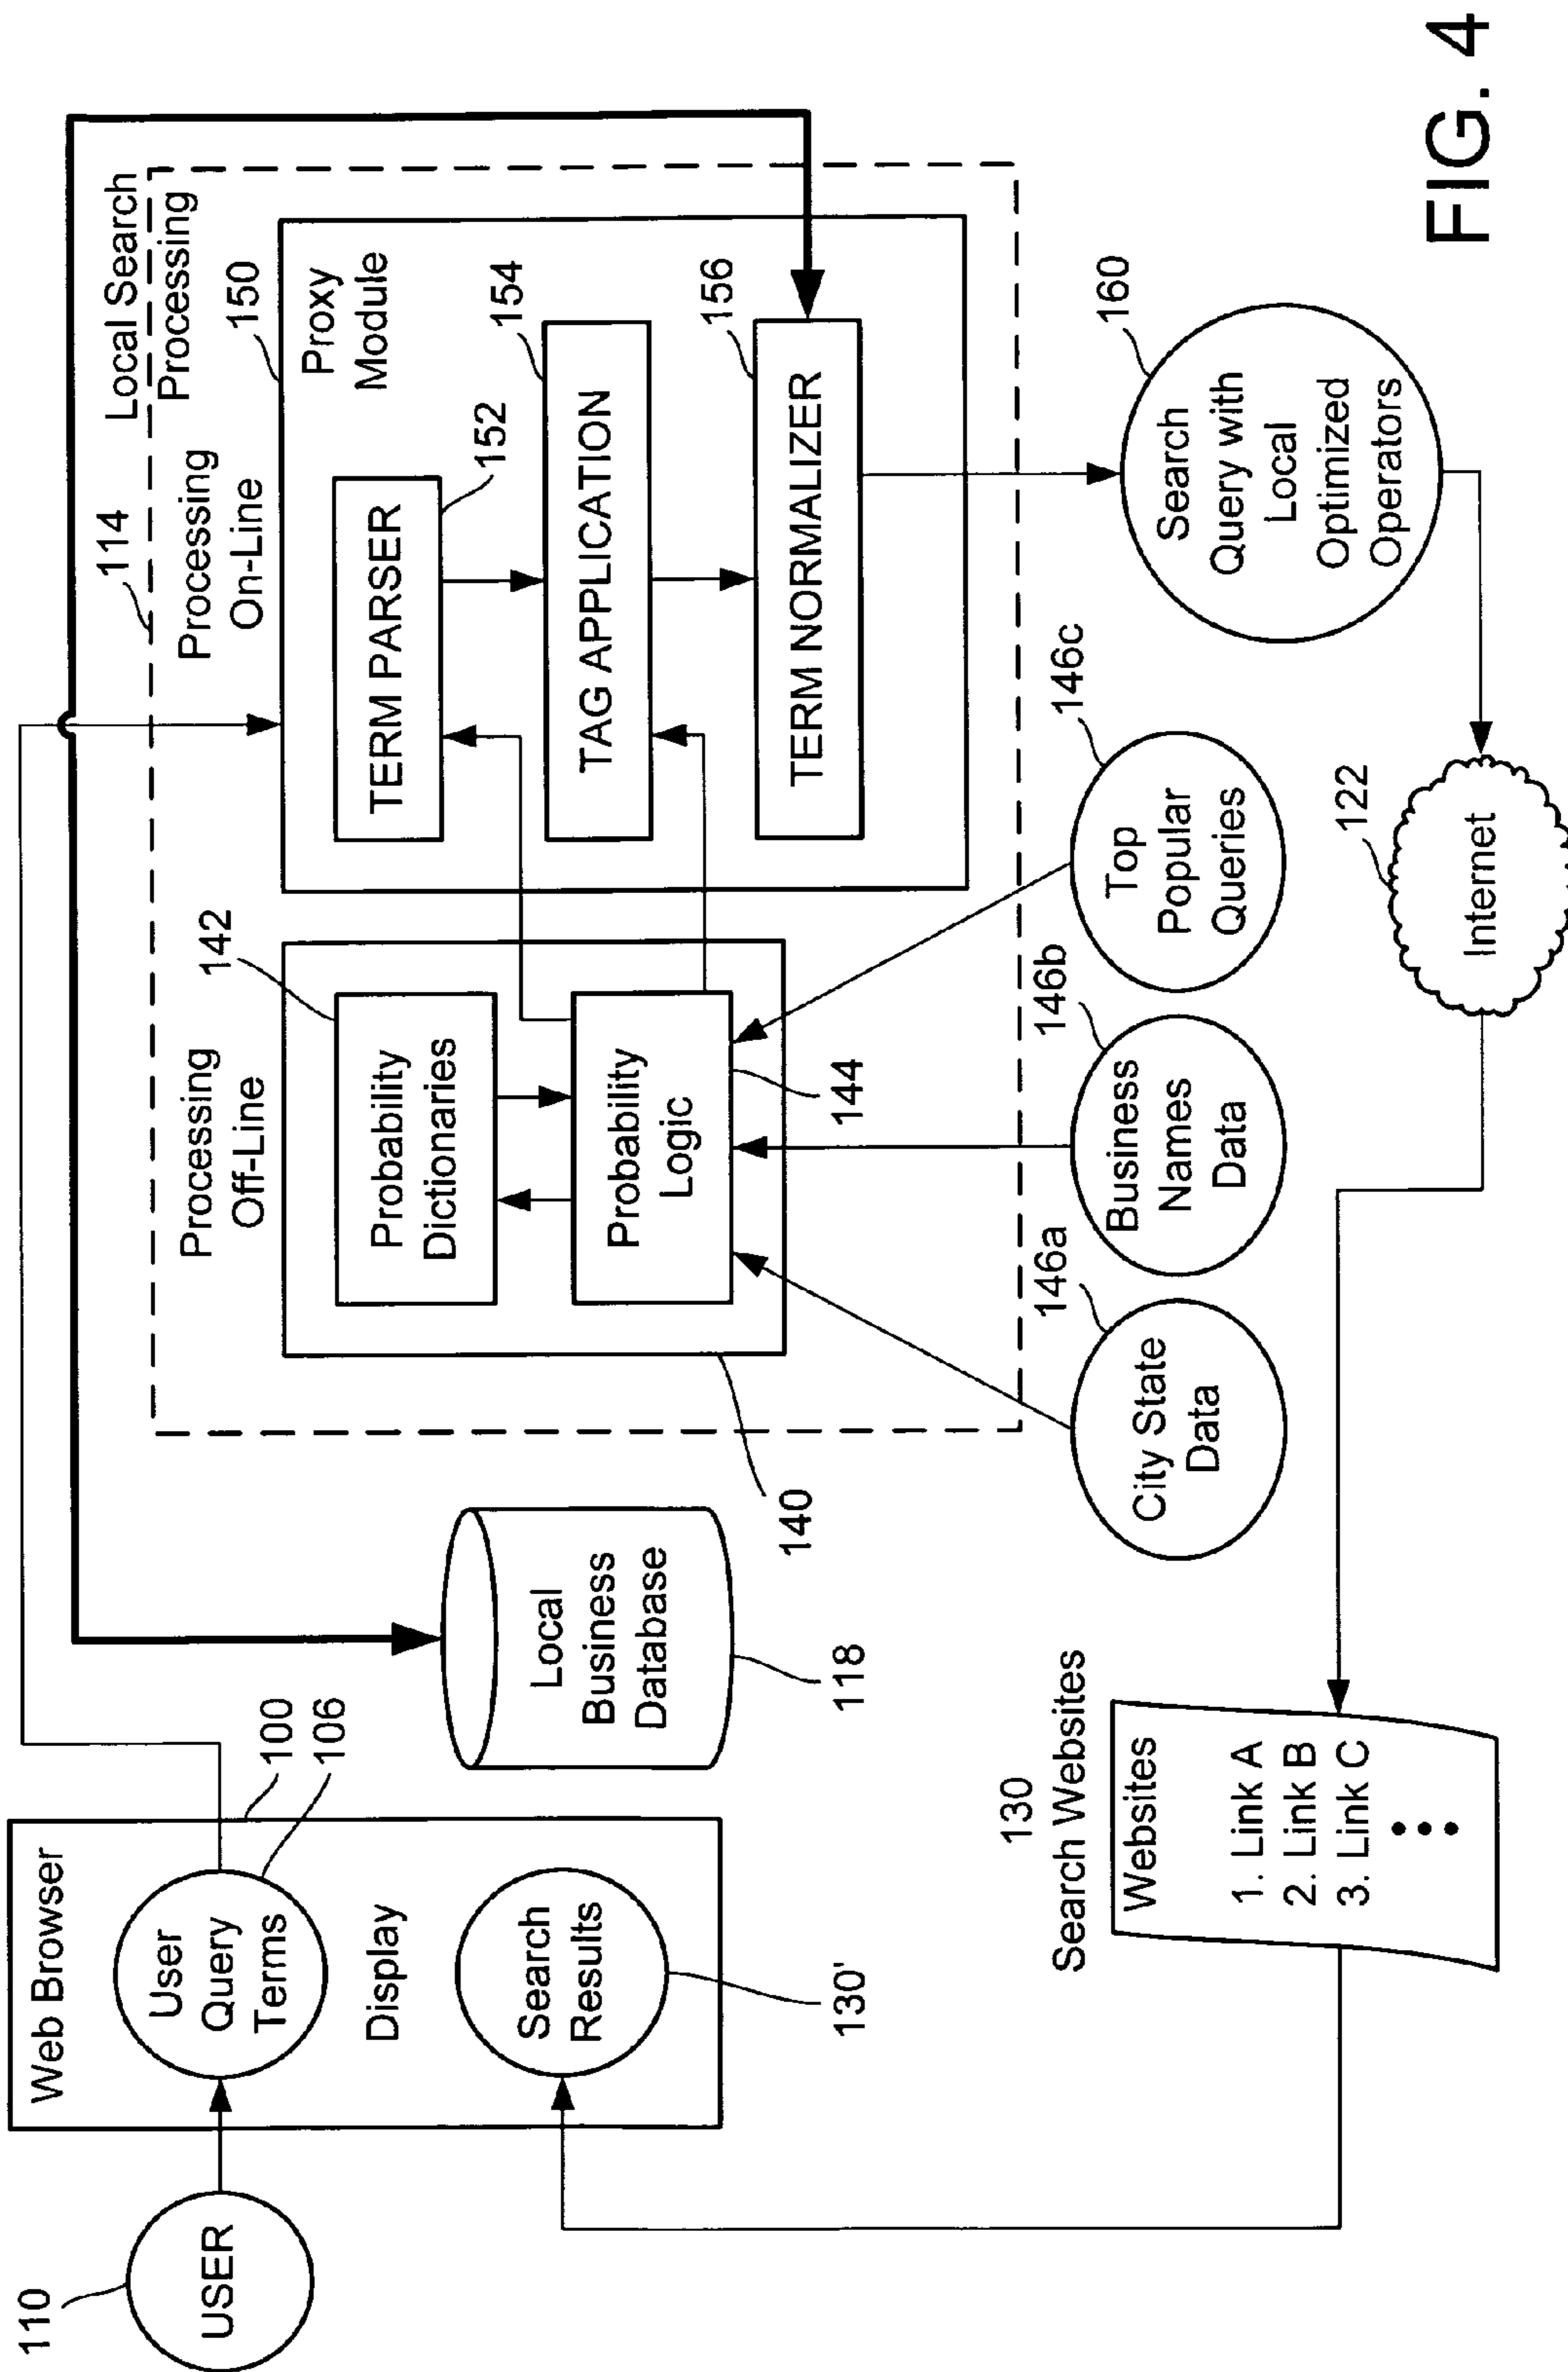 110
USER
Web Browser
User
Query
Terms
100
106
Display
Search
Results
130'
Local
Business
Database
118
114
Local Search
Processing
Processing
Off-Line
Processing
On-Line
142
Probability
Dictionaries
Probability
Logic
144
140
150
Proxy
Module
TERM PARSER
152
TAG APPLICATION
154
TERM NORMALIZER
156
146a
City State
Data
146b
Business
Names
Data
146c
Top
Popular
Queries
160
Search
Query with
Local
Optimized
Operators
122
Internet
130
Search Websites
Websites
1. Link A
2. Link B
3. Link C
FIG. 4